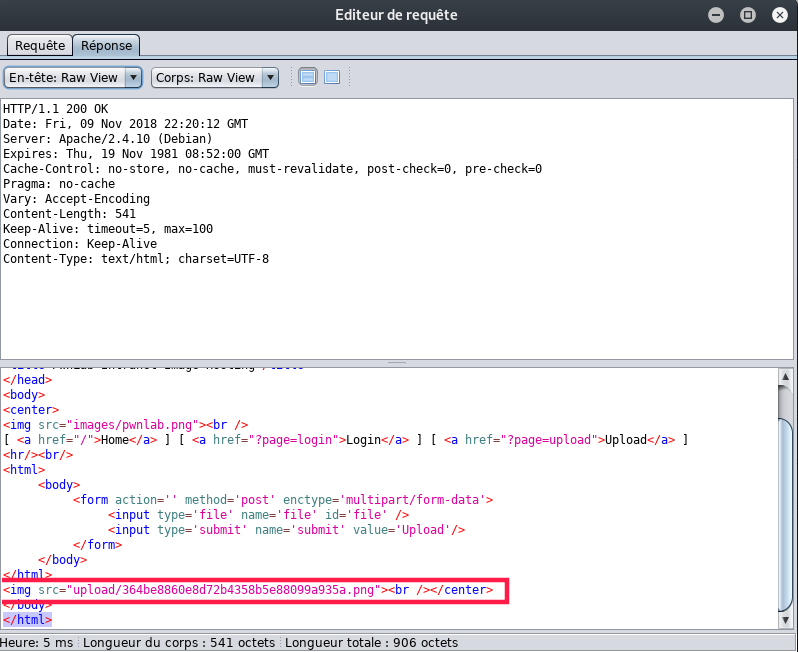 Editeur de requête
Requête Réponse
En-tête: Raw View Corps: Raw View
HTTP/1.1 200 OK
Date: Fri, 09 Nov 2018 22:20:12 GMT
Server: Apache/2.4.10 (Debian)
Expires: Thu, 19 Nov 1981 08:52:00 GMT
Cache-Control: no-store, no-cache, must-revalidate, post-check=0, pre-check=0
Pragma: no-cache
Vary: Accept-Encoding
Content-Length: 541
Keep-Alive: timeout=5, max=100
Connection: Keep-Alive
Content-Type: text/html; charset=UTF-8
</head>
<body>
<center>
<img src="images/pwnlab.png"><br />
[ <a href="/">Home</a> ] [ <a href="?page=login">Login</a> ] [ <a href="?page=upload">Upload</a> ]
<hr/><br/>
<html>
<body>
<form action='' method='post' enctype='multipart/form-data'>
<input type='file' name='file' id='file' />
<input type='submit' name='submit' value='Upload'/>
</form>
</body>
</html>
<img src="upload/364be8860e8d72b4358b5e88099a935a.png"><br /></center>
</body>
</html>
Heure: 5 ms Longueur du corps : 541 octets Longueur totale : 906 octets